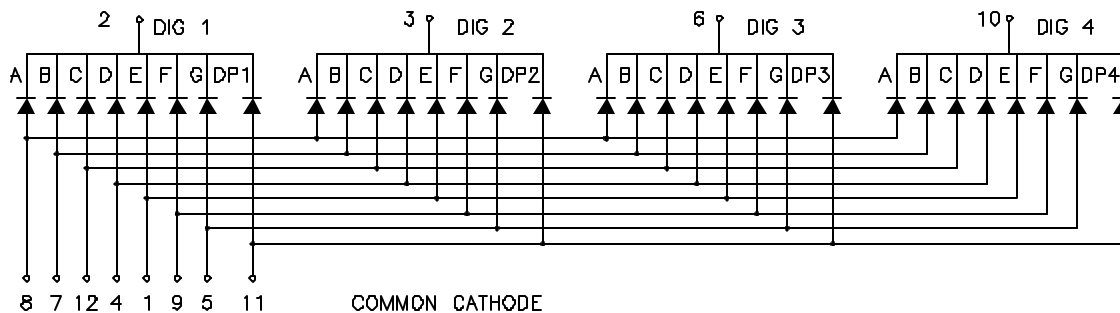 2 DIG 1 3 DIG 2 6 DIG 3 10 DIG 4
A B C D E F G DP1 A B C D E F G DP2 A B C D E F G DP3 A B C D E F G DP4
8 7 12 4 1 9 5 11 COMMON CATHODE